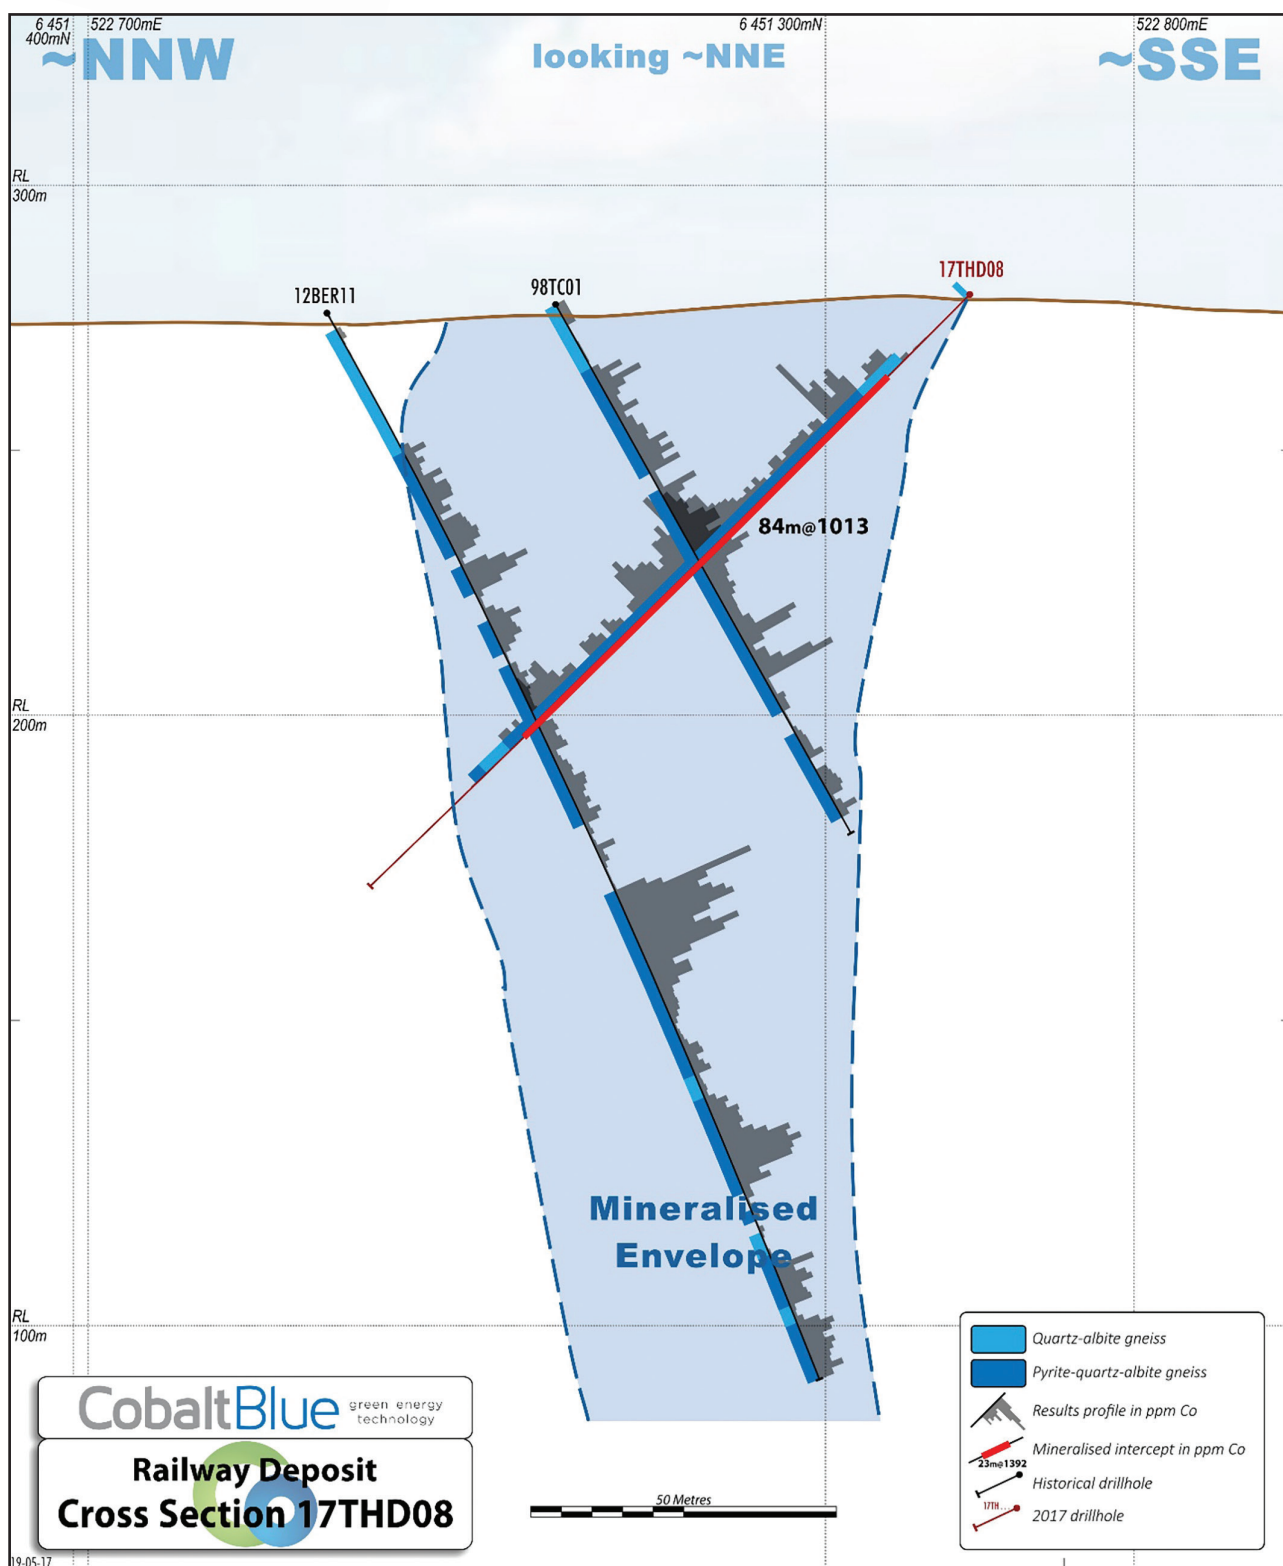 6 451
400mN
522 700mE
6 451 300mN
522 800mE
~NNW
looking ~NNE
~SSE
RL
300m
17THD08
98TC01
12BER11
84m@1013
RL
200m
Mineralised
Envelope
RL
100m
Quartz-albite gneiss
Pyrite-quartz-albite gneiss
Results profile in ppm Co
Mineralised intercept in ppm Co
23m@1392
Historical drillhole
17TH...
2017 drillhole
CobaltBlue green energy
technology
Railway Deposit
Cross Section 17THD08
50 Metres
19-05-17